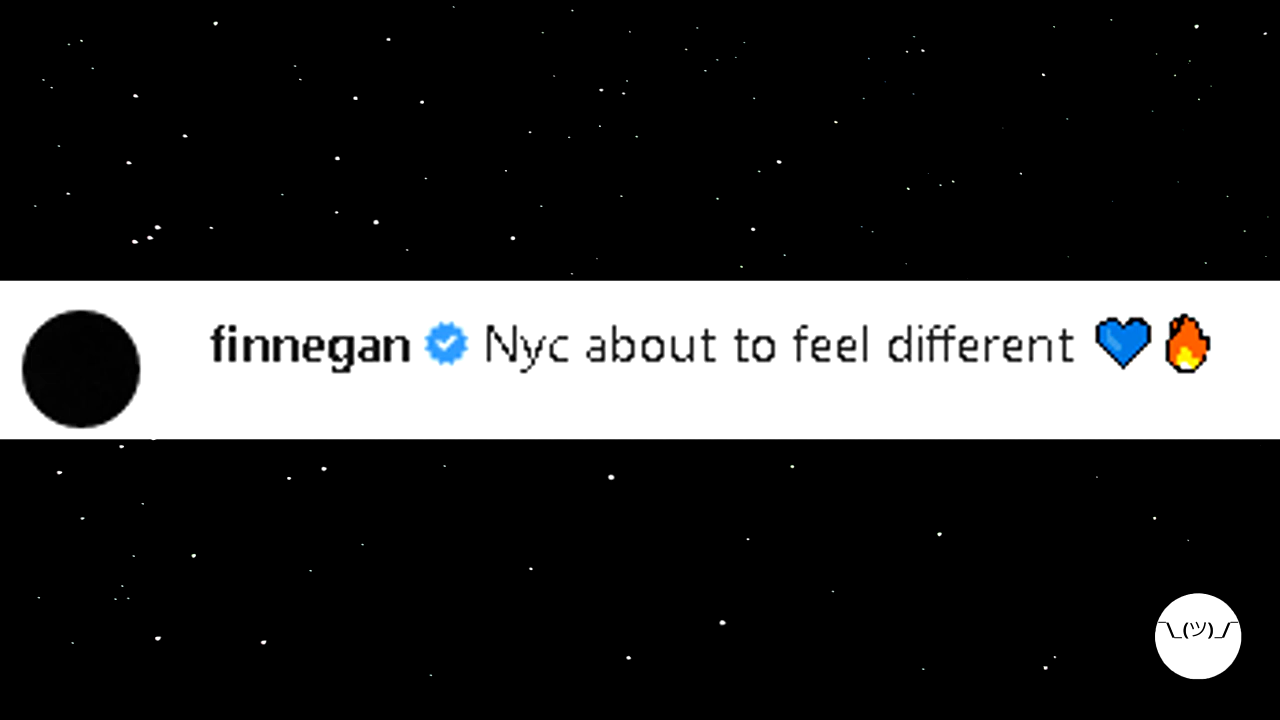 finnegan Nyc about to feel different 💙🔥
¯\_(ツ)_/¯